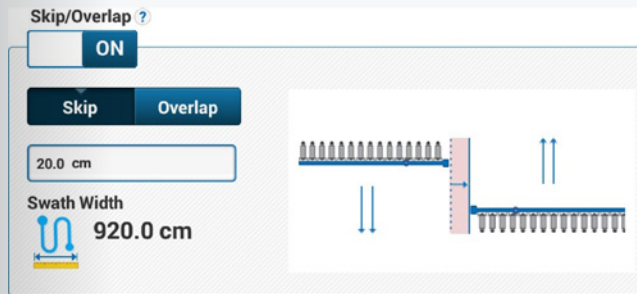 Skip/Overlap ?
ON
Skip Overlap
20.0 cm
Swath Width
920.0 cm